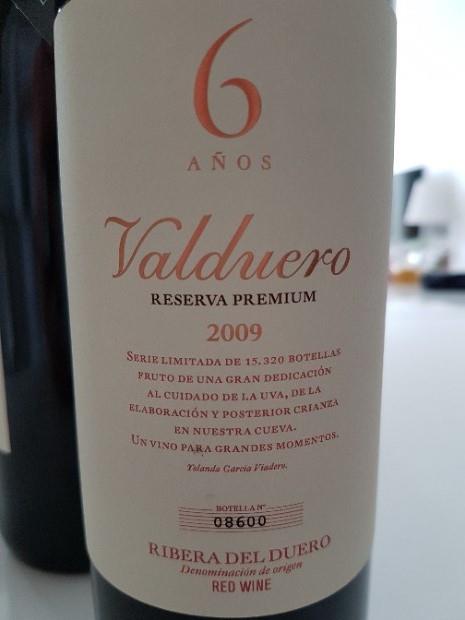 6
AÑOS
Valduero
RESERVA PREMIUM
2009
SERIE LIMITADA DE 15.320 BOTELLAS
FRUTO DE UNA GRAN DEDICACIÓN
AL CUIDADO DE LA UVA, DE LA
ELABORACIÓN Y POSTERIOR CRIANZA
EN NUESTRA CUEVA.
UN VINO PARA GRANDES MOMENTOS.
Yolanda García Viadero.
BOTELLA Nº
08600
RIBERA DEL DUERO
Denominación de origen
RED WINE